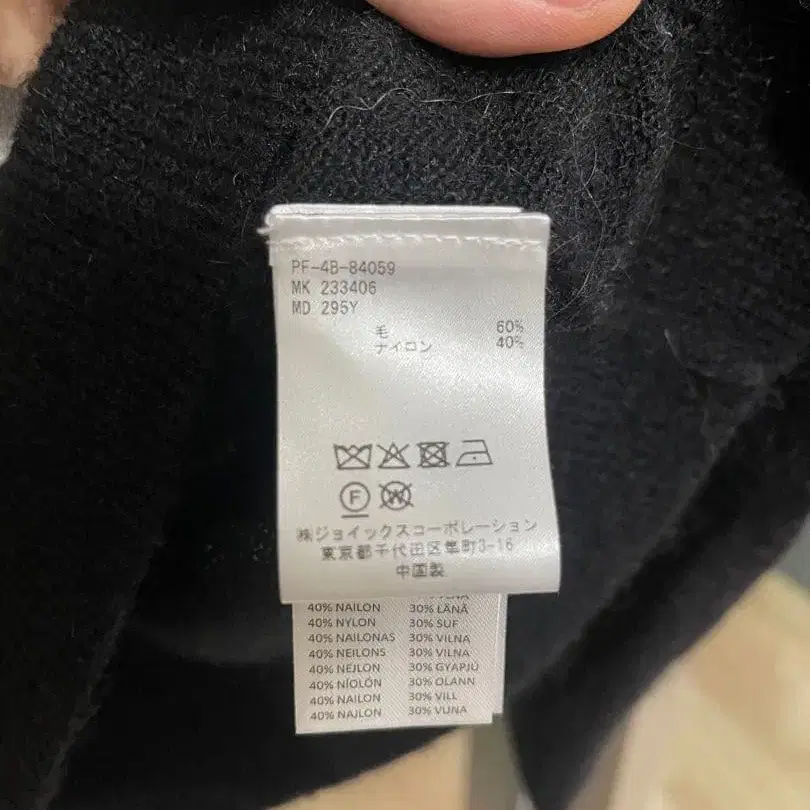 PF-4B-84059
MK 233406
MD 295Y
毛 60%
ナイロン 40%
F W
㈱ジョイックスコーポレーション
東京都千代田区隼町3-16
中国製
40% NAILON 30% LÂNĂ
40% NYLON 30% SUF
40% NAILONAS 30% VILNA
40% NEILONS 30% VILNA
40% NEJLON 30% GYAPJÚ
40% NÍOLÓN 30% OLANN
40% NAILON 30% VILL
40% NAJLON 30% VUNA